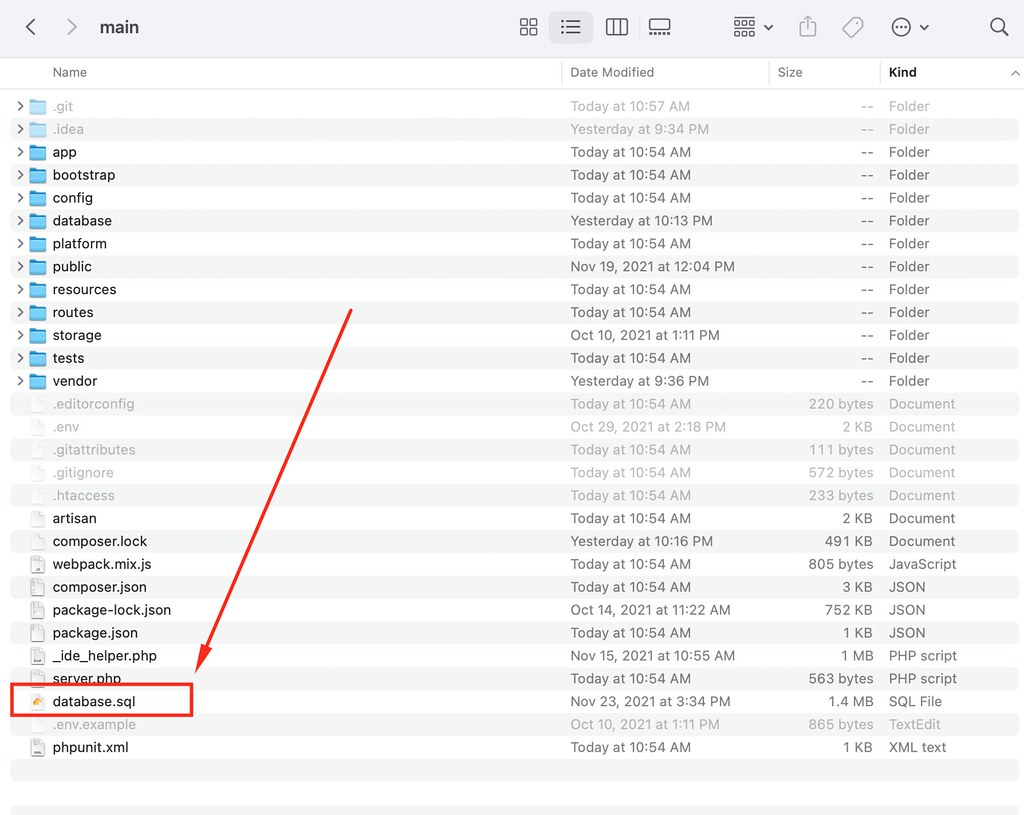 main
Name Date Modified Size Kind
.git Today at 10:57 AM -- Folder
.idea Yesterday at 9:34 PM -- Folder
app Today at 10:54 AM -- Folder
bootstrap Today at 10:54 AM -- Folder
config Today at 10:54 AM -- Folder
database Yesterday at 10:13 PM -- Folder
platform Today at 10:54 AM -- Folder
public Nov 19, 2021 at 12:04 PM -- Folder
resources Today at 10:54 AM -- Folder
routes Today at 10:54 AM -- Folder
storage Oct 10, 2021 at 1:11 PM -- Folder
tests Today at 10:54 AM -- Folder
vendor Yesterday at 9:36 PM -- Folder
.editorconfig Today at 10:54 AM 220 bytes Document
.env Oct 29, 2021 at 2:18 PM 2 KB Document
.gitattributes Today at 10:54 AM 111 bytes Document
.gitignore Today at 10:54 AM 572 bytes Document
.htaccess Today at 10:54 AM 233 bytes Document
artisan Today at 10:54 AM 2 KB Document
composer.lock Yesterday at 10:16 PM 491 KB Document
webpack.mix.js Today at 10:54 AM 805 bytes JavaScript
composer.json Today at 10:54 AM 3 KB JSON
package-lock.json Oct 14, 2021 at 11:22 AM 752 KB JSON
package.json Today at 10:54 AM 1 KB JSON
_ide_helper.php Nov 15, 2021 at 10:55 AM 1 MB PHP script
server.php Today at 10:54 AM 563 bytes PHP script
database.sql Nov 23, 2021 at 3:34 PM 1.4 MB SQL File
.env.example Oct 10, 2021 at 1:11 PM 865 bytes TextEdit
phpunit.xml Today at 10:54 AM 1 KB XML text